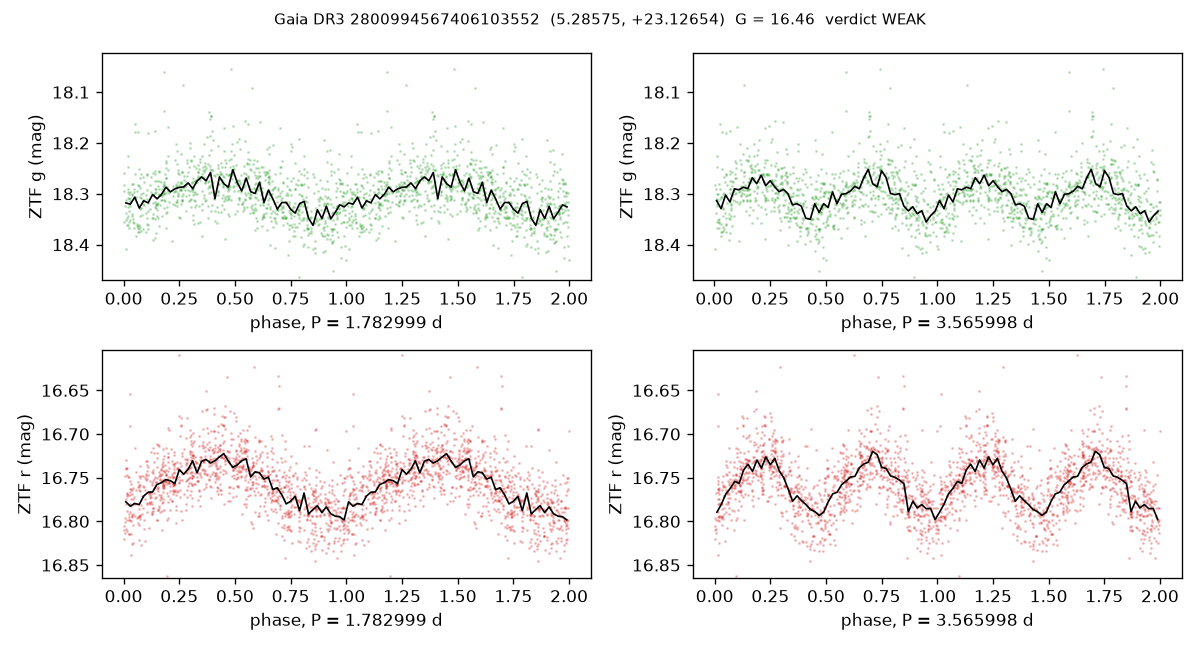 Gaia DR3 2800994567406103552 (5.28575, +23.12654) G = 16.46 verdict WEAK
ZTF g (mag)
18.1
18.2
18.3
18.4
0.00 0.25 0.50 0.75 1.00 1.25 1.50 1.75 2.00
phase, P = 1.782999 d
ZTF g (mag)
18.1
18.2
18.3
18.4
0.00 0.25 0.50 0.75 1.00 1.25 1.50 1.75 2.00
phase, P = 3.565998 d
ZTF r (mag)
16.65
16.70
16.75
16.80
16.85
0.00 0.25 0.50 0.75 1.00 1.25 1.50 1.75 2.00
phase, P = 1.782999 d
ZTF r (mag)
16.65
16.70
16.75
16.80
16.85
0.00 0.25 0.50 0.75 1.00 1.25 1.50 1.75 2.00
phase, P = 3.565998 d